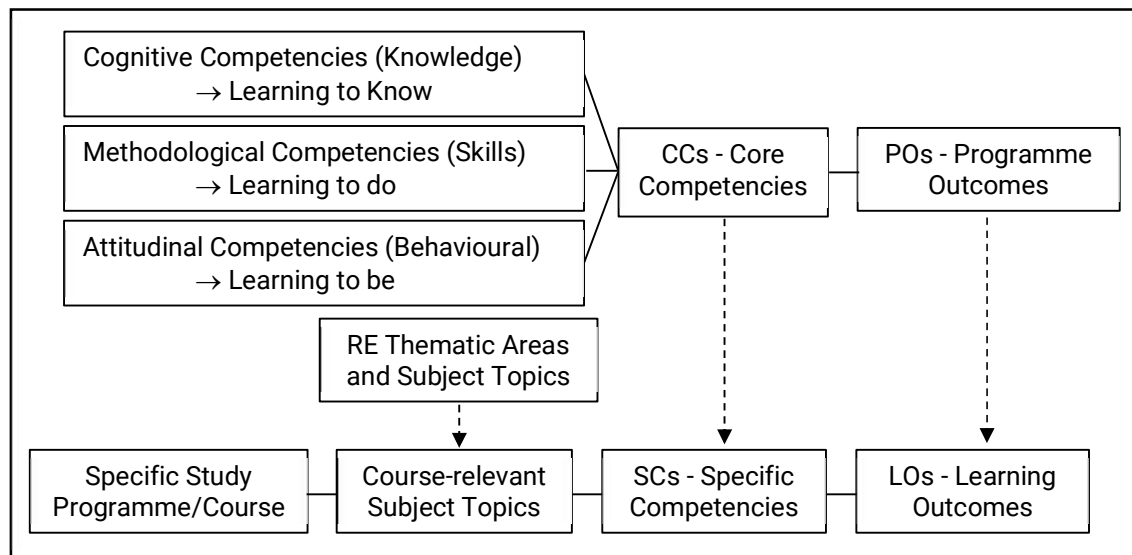 Cognitive Competencies (Knowledge)
→ Learning to Know
Methodological Competencies (Skills)
→ Learning to do
Attitudinal Competencies (Behavioural)
→ Learning to be
CCs - Core
Competencies
POs - Programme
Outcomes
RE Thematic Areas
and Subject Topics
Specific Study
Programme/Course
Course-relevant
Subject Topics
SCs - Specific
Competencies
LOs - Learning
Outcomes